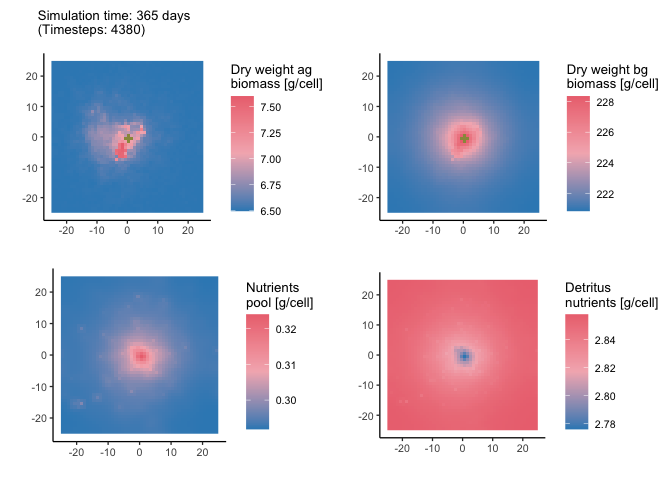 Simulation time: 365 days
(Timesteps: 4380)
Dry weight ag
biomass [g/cell]
7.50
7.25
7.00
6.75
6.50
20
10
0
-10
-20
-20 -10 0 10 20
Dry weight bg
biomass [g/cell]
228
226
224
222
20
10
0
-10
-20
-20 -10 0 10 20
Nutrients
pool [g/cell]
0.32
0.31
0.30
20
10
0
-10
-20
-20 -10 0 10 20
Detritus
nutrients [g/cell]
2.84
2.82
2.80
2.78
20
10
0
-10
-20
-20 -10 0 10 20